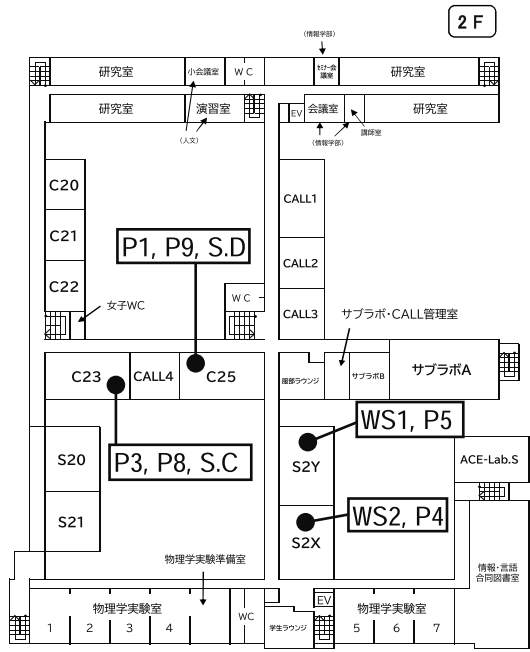 2F
(情報学部)
研究室
小会議室
WC
セミナー会
議室
研究室
研究室
演習室
EV
会議室
研究室
(人文)
(情報学部)
講師室
C20
CALL1
C21
P1, P9, S.D
CALL2
C22
WC
女子WC
CALL3
サブラボ・CALL管理室
C23
CALL4
C25
服部ラウンジ
サブラボB
サブラボA
WS1, P5
S20
P3, P8, S.C
S2Y
ACE-Lab.S
S21
WS2, P4
S2X
物理学実験準備室
情報・言語
合同図書室
物理学実験室
WC
EV
物理学実験室
1
2
3
4
学生ラウンジ
5
6
7